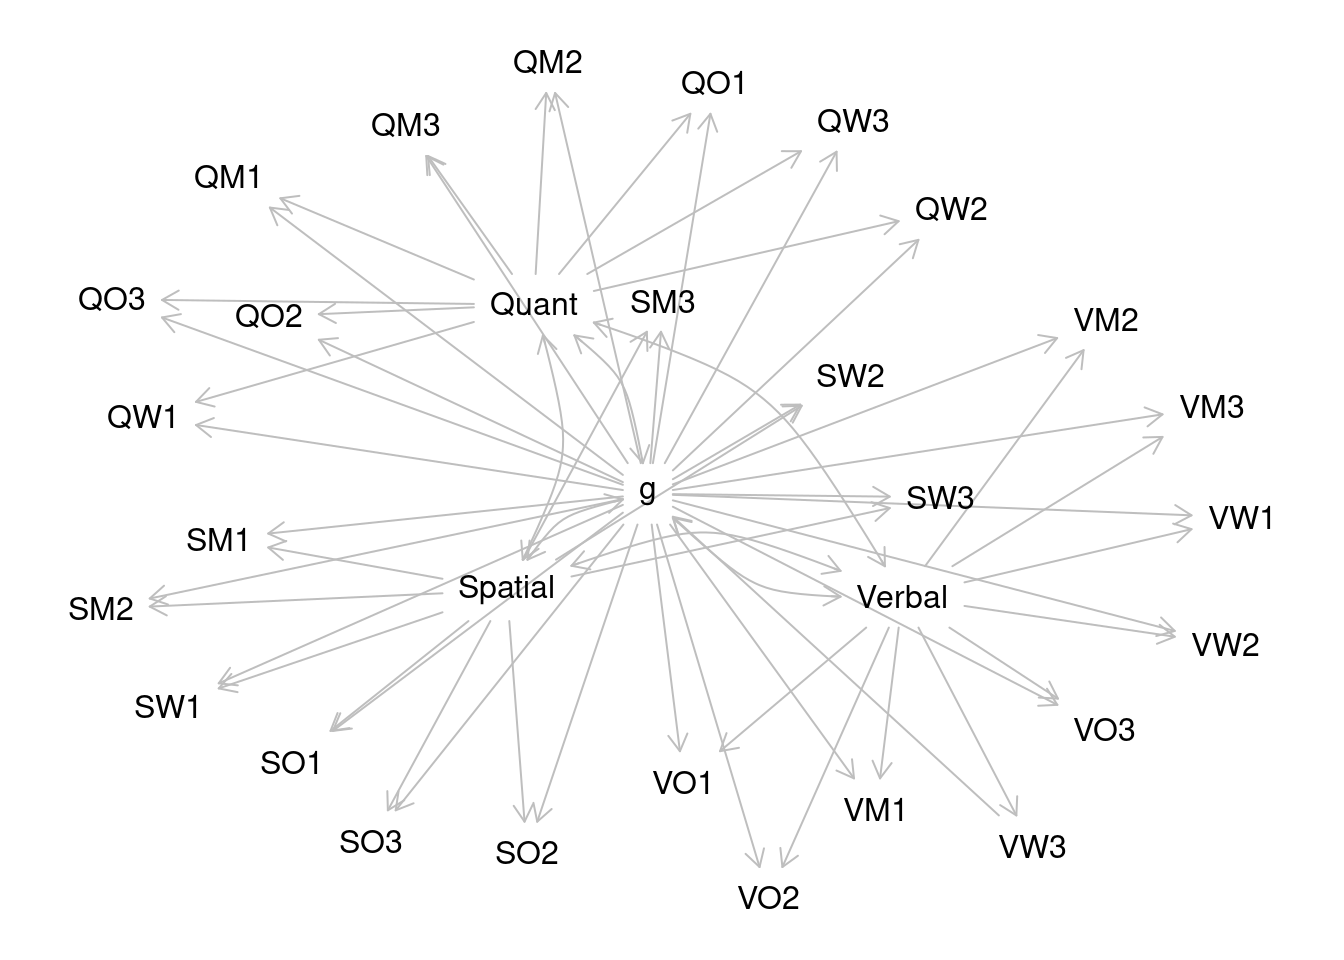 QM2
QO1
QM3
QW3
QM1
QW2
QO3
QO2
Quant
SM3
VM2
SW2
QW1
VM3
g
SW3
VW1
SM1
SM2
Spatial
Verbal
VW2
SW1
VO3
SO1
VO1
VM1
SO3
SO2
VW3
VO2